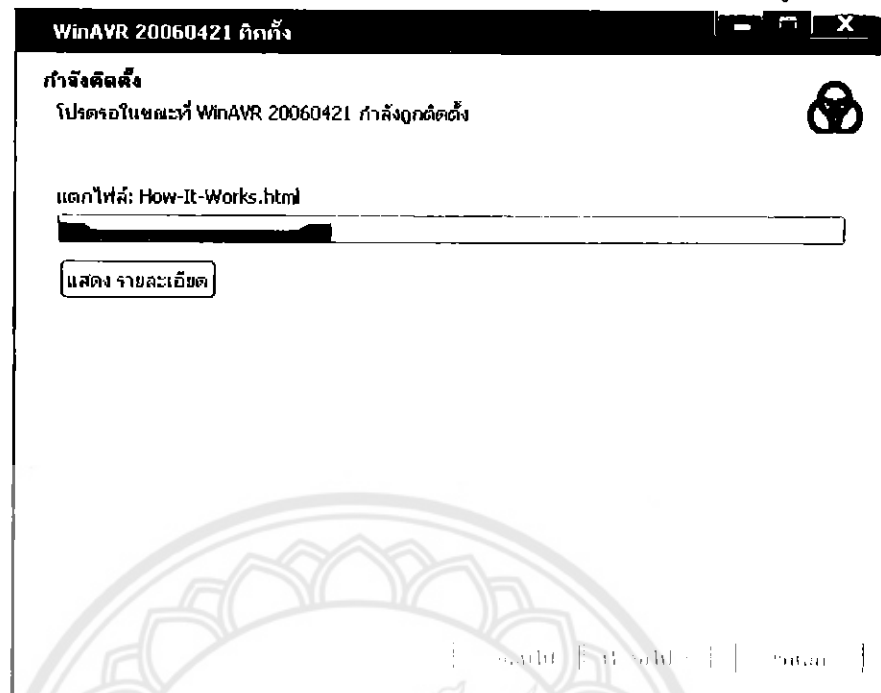 WinAVR 20060421 ติดตั้ง
กำลังติดตั้ง
โปรดรอในขณะที่ WinAVR 20060421 กำลังถูกติดตั้ง
แตกไฟล์: How-It-Works.html
แสดง รายละเอียด